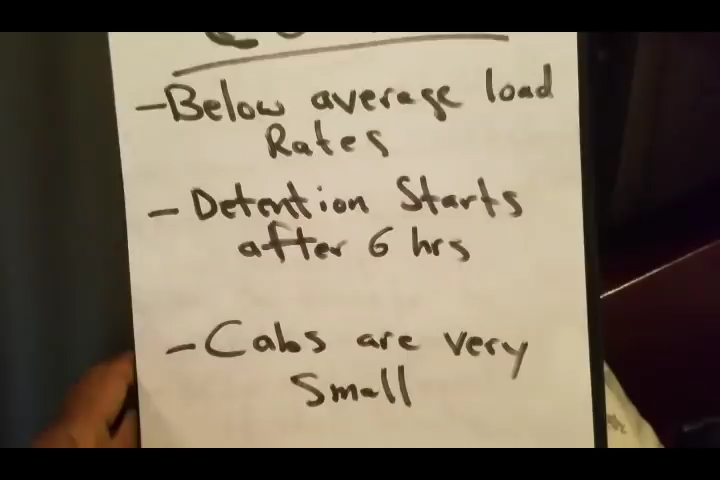 - Below average load
Rates
- Detention Starts
after 6 hrs
- Cabs are very
Small